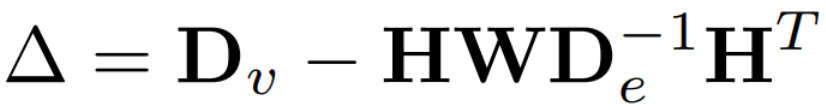 Δ = D_v − HWD_e^{−1}H^T